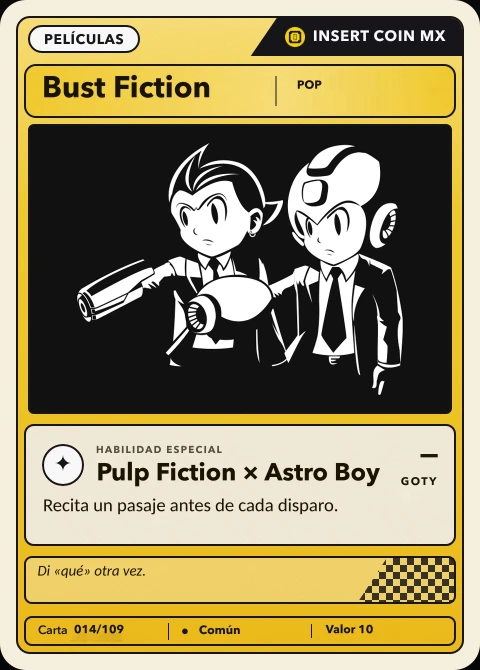 PELÍCULAS
INSERT COIN MX
Bust Fiction
POP
HABILIDAD ESPECIAL
Pulp Fiction × Astro Boy
—
GOTY
Recita un pasaje antes de cada disparo.
Di «qué» otra vez.
Carta 014/109
• Común
Valor 10